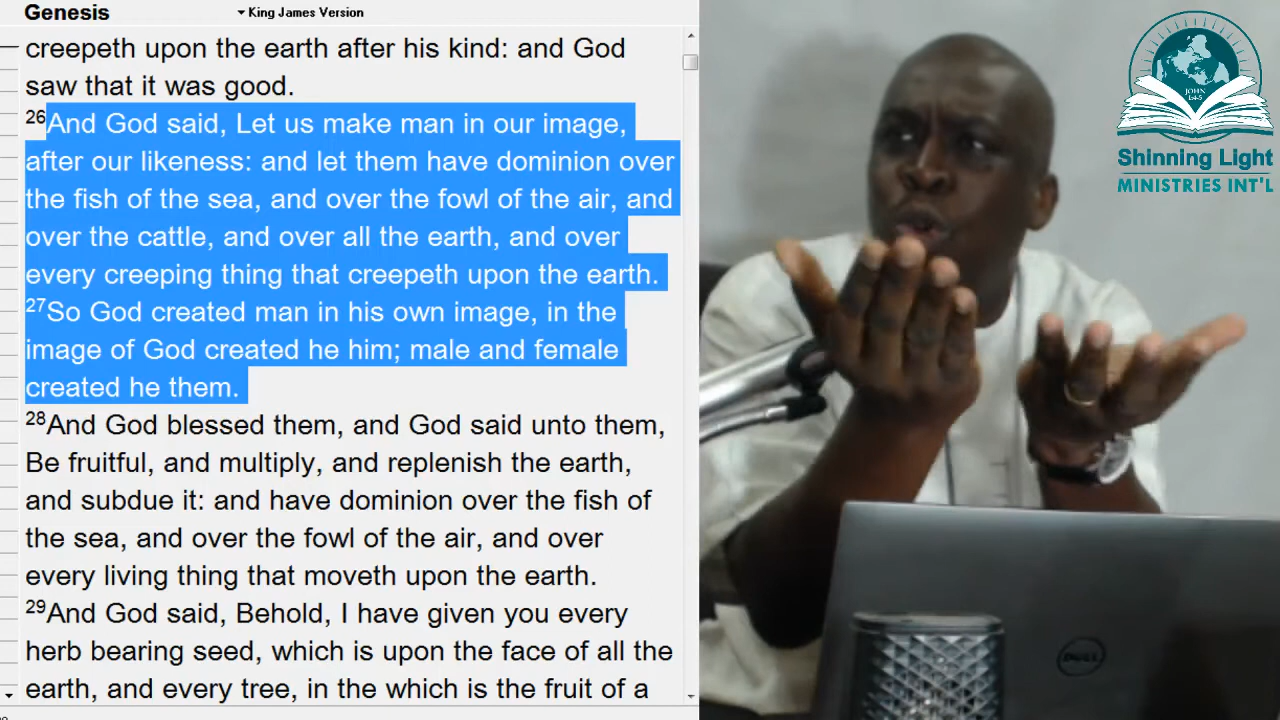 Genesis
King James Version
creepeth upon the earth after his kind: and God
saw that it was good.
26And God said, Let us make man in our image,
after our likeness: and let them have dominion over
the fish of the sea, and over the fowl of the air, and
over the cattle, and over all the earth, and over
every creeping thing that creepeth upon the earth.
27So God created man in his own image, in the
image of God created he him; male and female
created he them.
28And God blessed them, and God said unto them,
Be fruitful, and multiply, and replenish the earth,
and subdue it: and have dominion over the fish of
the sea, and over the fowl of the air, and over
every living thing that moveth upon the earth.
29And God said, Behold, I have given you every
herb bearing seed, which is upon the face of all the
earth, and every tree, in the which is the fruit of a
JOHN
1:4-5
Shinning Light
MINISTRIES INT'L
DELL